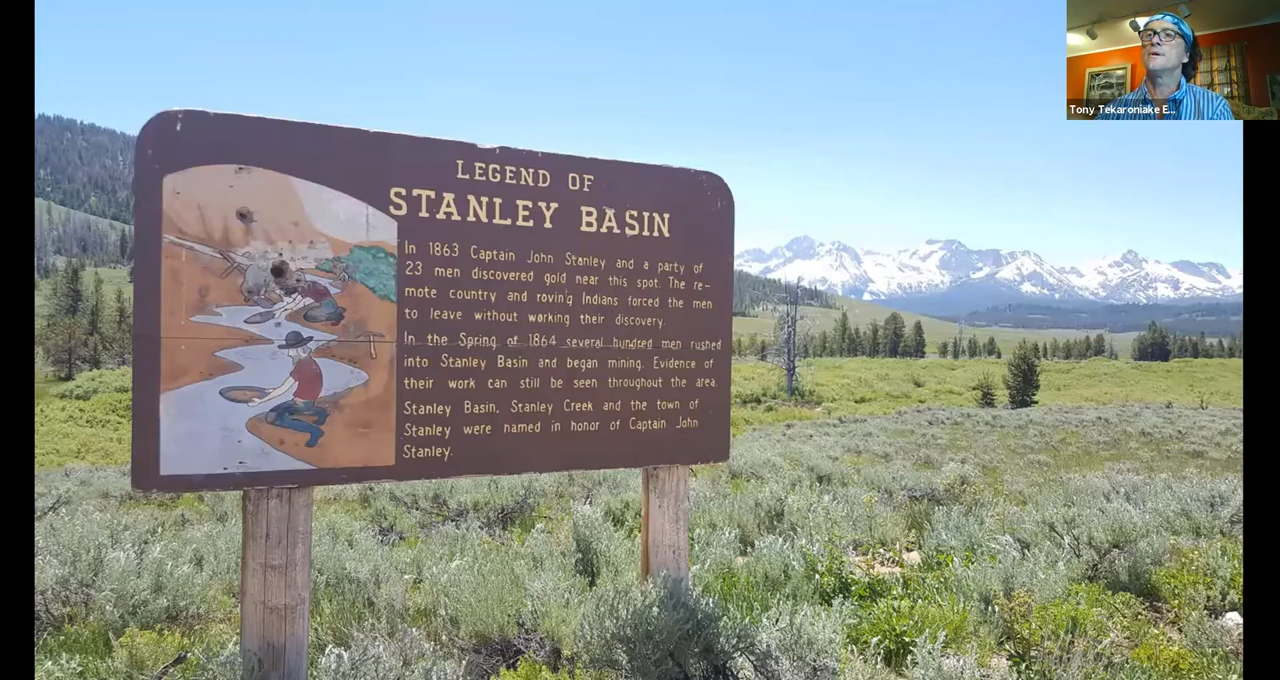 LEGEND OF
STANLEY BASIN
In 1863 Captain John Stanley and a party of
23 men discovered gold near this spot. The re-
mote country and roving Indians forced the men
to leave without working their discovery.
In the Spring of 1864 several hundred men rushed
into Stanley Basin and began mining. Evidence of
their work can still be seen throughout the area.
Stanley Basin, Stanley Creek and the town of
Stanley were named in honor of Captain John
Stanley.
Tony Tekaroniake E...